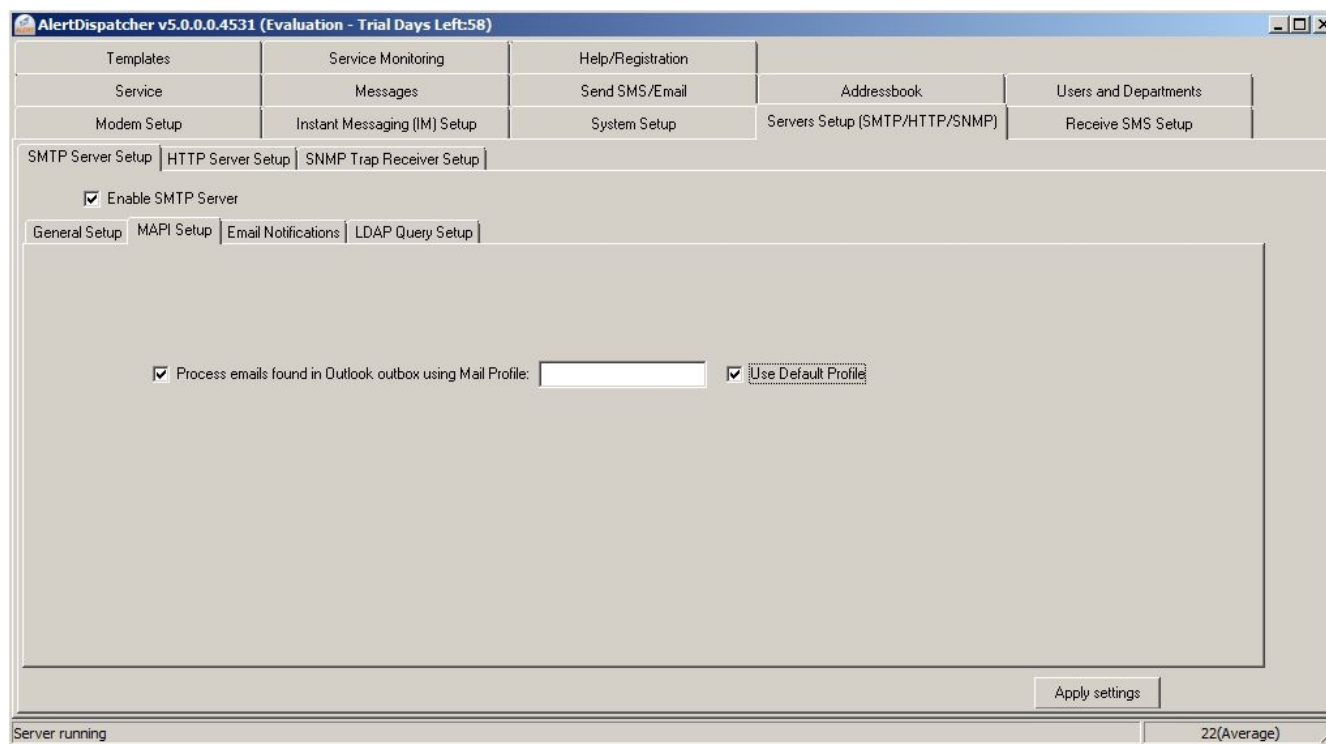 AlertDispatcher v5.0.0.0.4531 (Evaluation - Trial Days Left:58)
Templates
Service Monitoring
Help/Registration
Service
Messages
Send SMS/Email
Addressbook
Users and Departments
Modem Setup
Instant Messaging (IM) Setup
System Setup
Servers Setup (SMTP/HTTP/SNMP)
Receive SMS Setup
SMTP Server Setup
HTTP Server Setup
SNMP Trap Receiver Setup
Enable SMTP Server
General Setup
MAPI Setup
Email Notifications
LDAP Query Setup
Process emails found in Outlook outbox using Mail Profile:
Use Default Profile
Apply settings
Server running
22(Average)